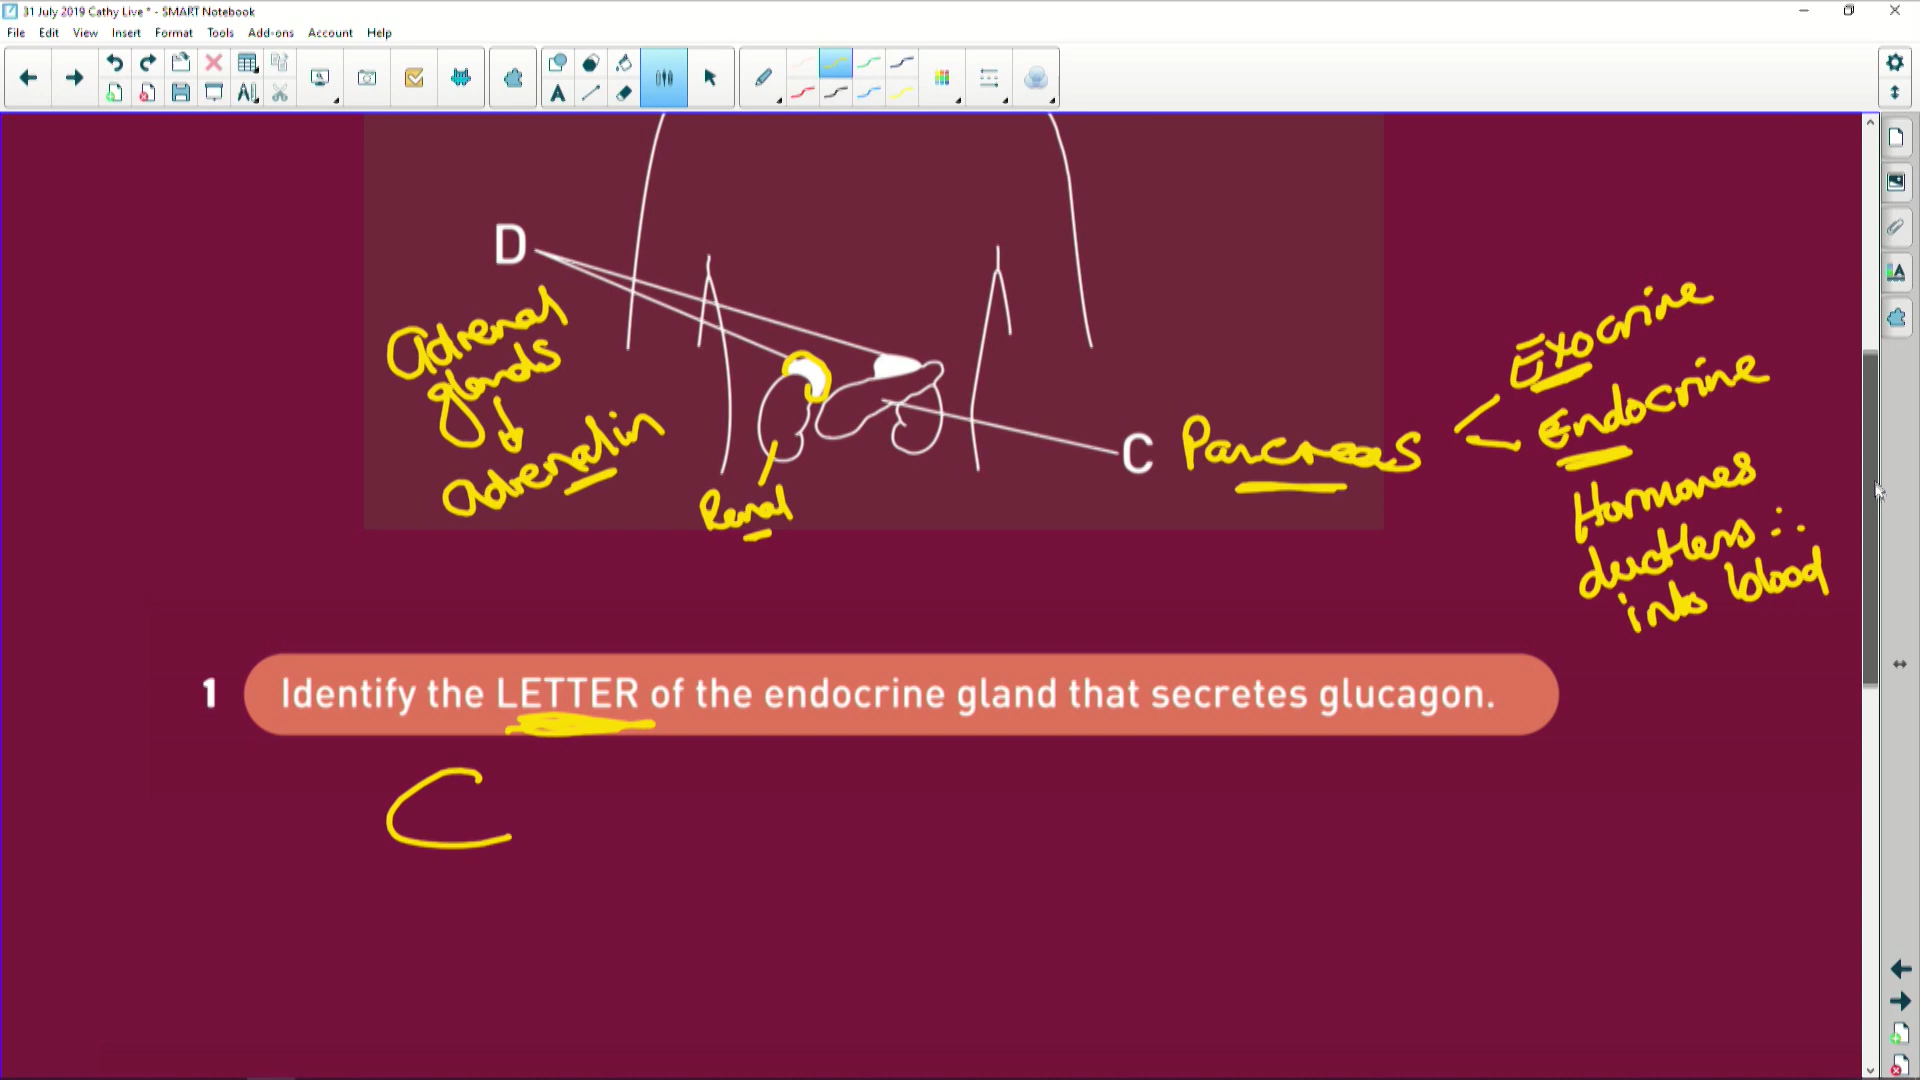 31 July 2019 Cathy Live * - SMART Notebook
File Edit View Insert Format Tools Add-ons Account Help
D
Adrenal
glands
Adrenalin
Renal
C Pancreas
Exocrine
Endocrine
Hormones
ductless ∴
into blood
1 Identify the LETTER of the endocrine gland that secretes glucagon.
C